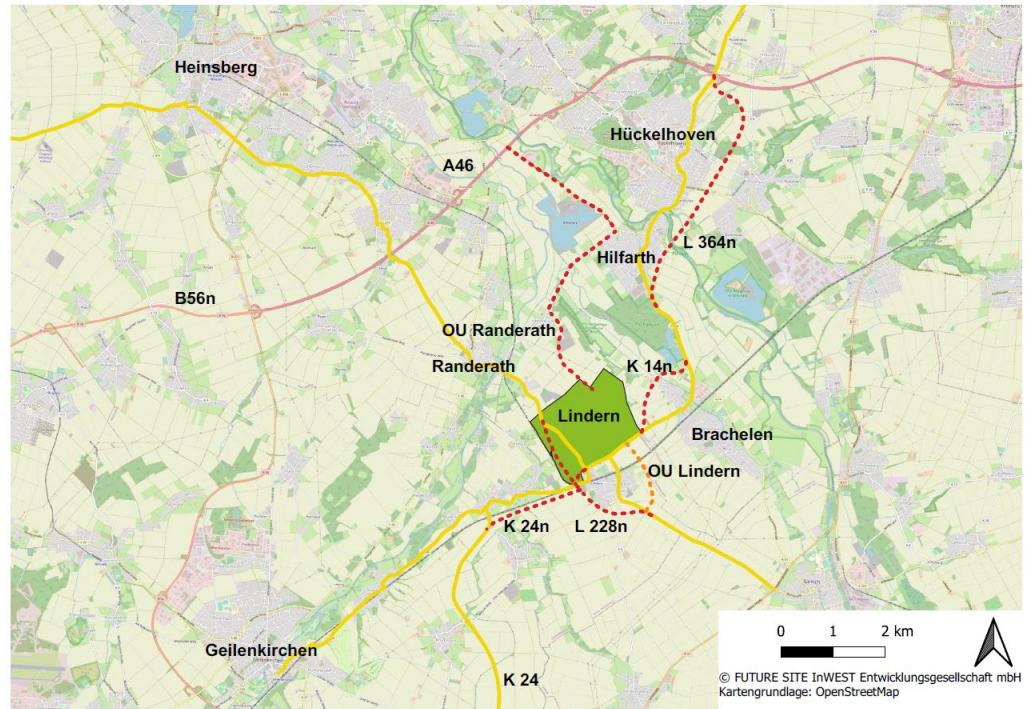 Heinsberg
Hückelhoven
A46
L 364n
Hilfarth
B56n
OU Randerath
Randerath
K 14n
Lindern
Brachelen
OU Lindern
K 24n
L 228n
Geilenkirchen
K 24
0 1 2 km
© FUTURE SITE InWEST Entwicklungsgesellschaft mbH
Kartengrundlage: OpenStreetMap